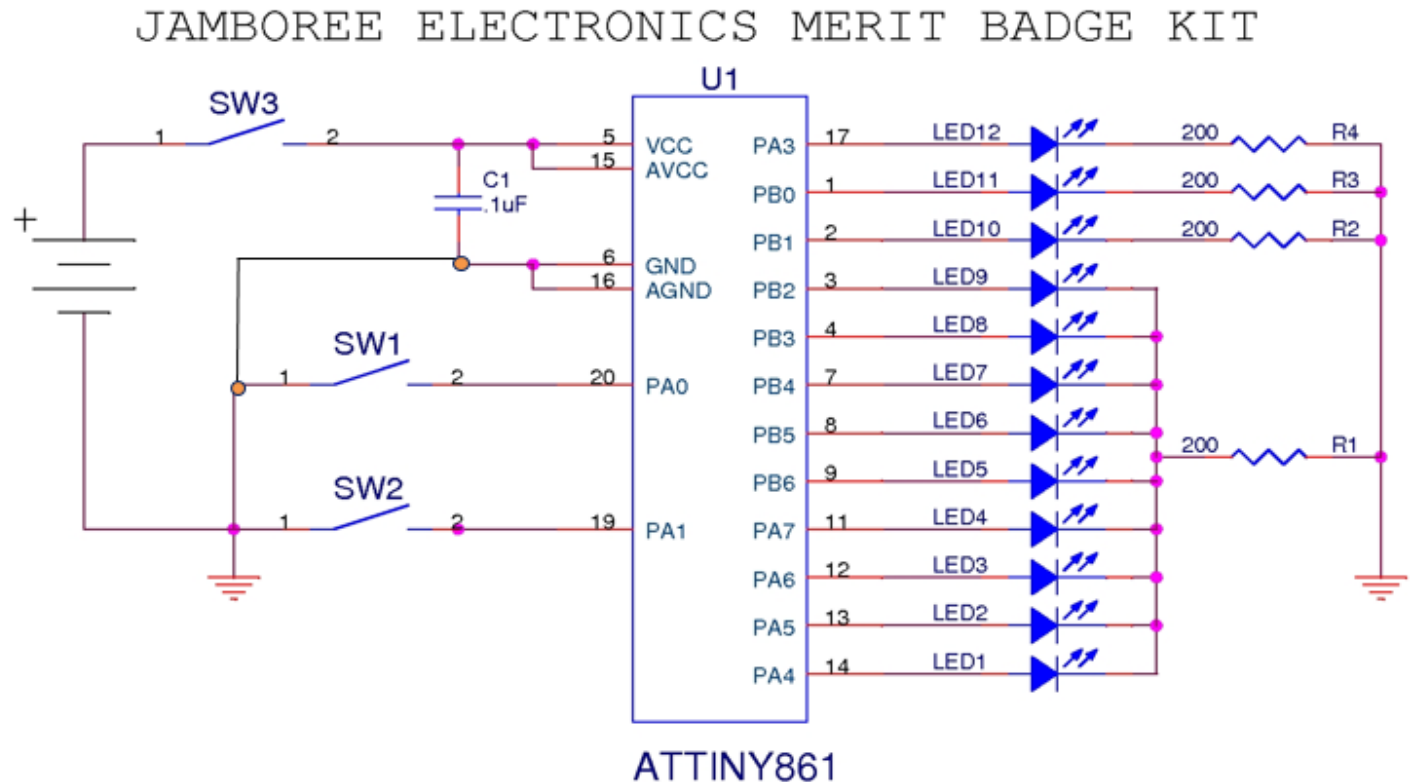 JAMBOREE ELECTRONICS MERIT BADGE KIT
U1
SW3
1 2
5 VCC
15 AVCC
C1
.1uF
+
6 GND
16 AGND
SW1
1 2
20 PA0
SW2
1 2
19 PA1
PA3 17 LED12 200 R4
PB0 1 LED11 200 R3
PB1 2 LED10 200 R2
PB2 3 LED9
PB3 4 LED8
PB4 7 LED7
PB5 8 LED6
200 R1
PB6 9 LED5
PA7 11 LED4
PA6 12 LED3
PA5 13 LED2
PA4 14 LED1
ATTINY861